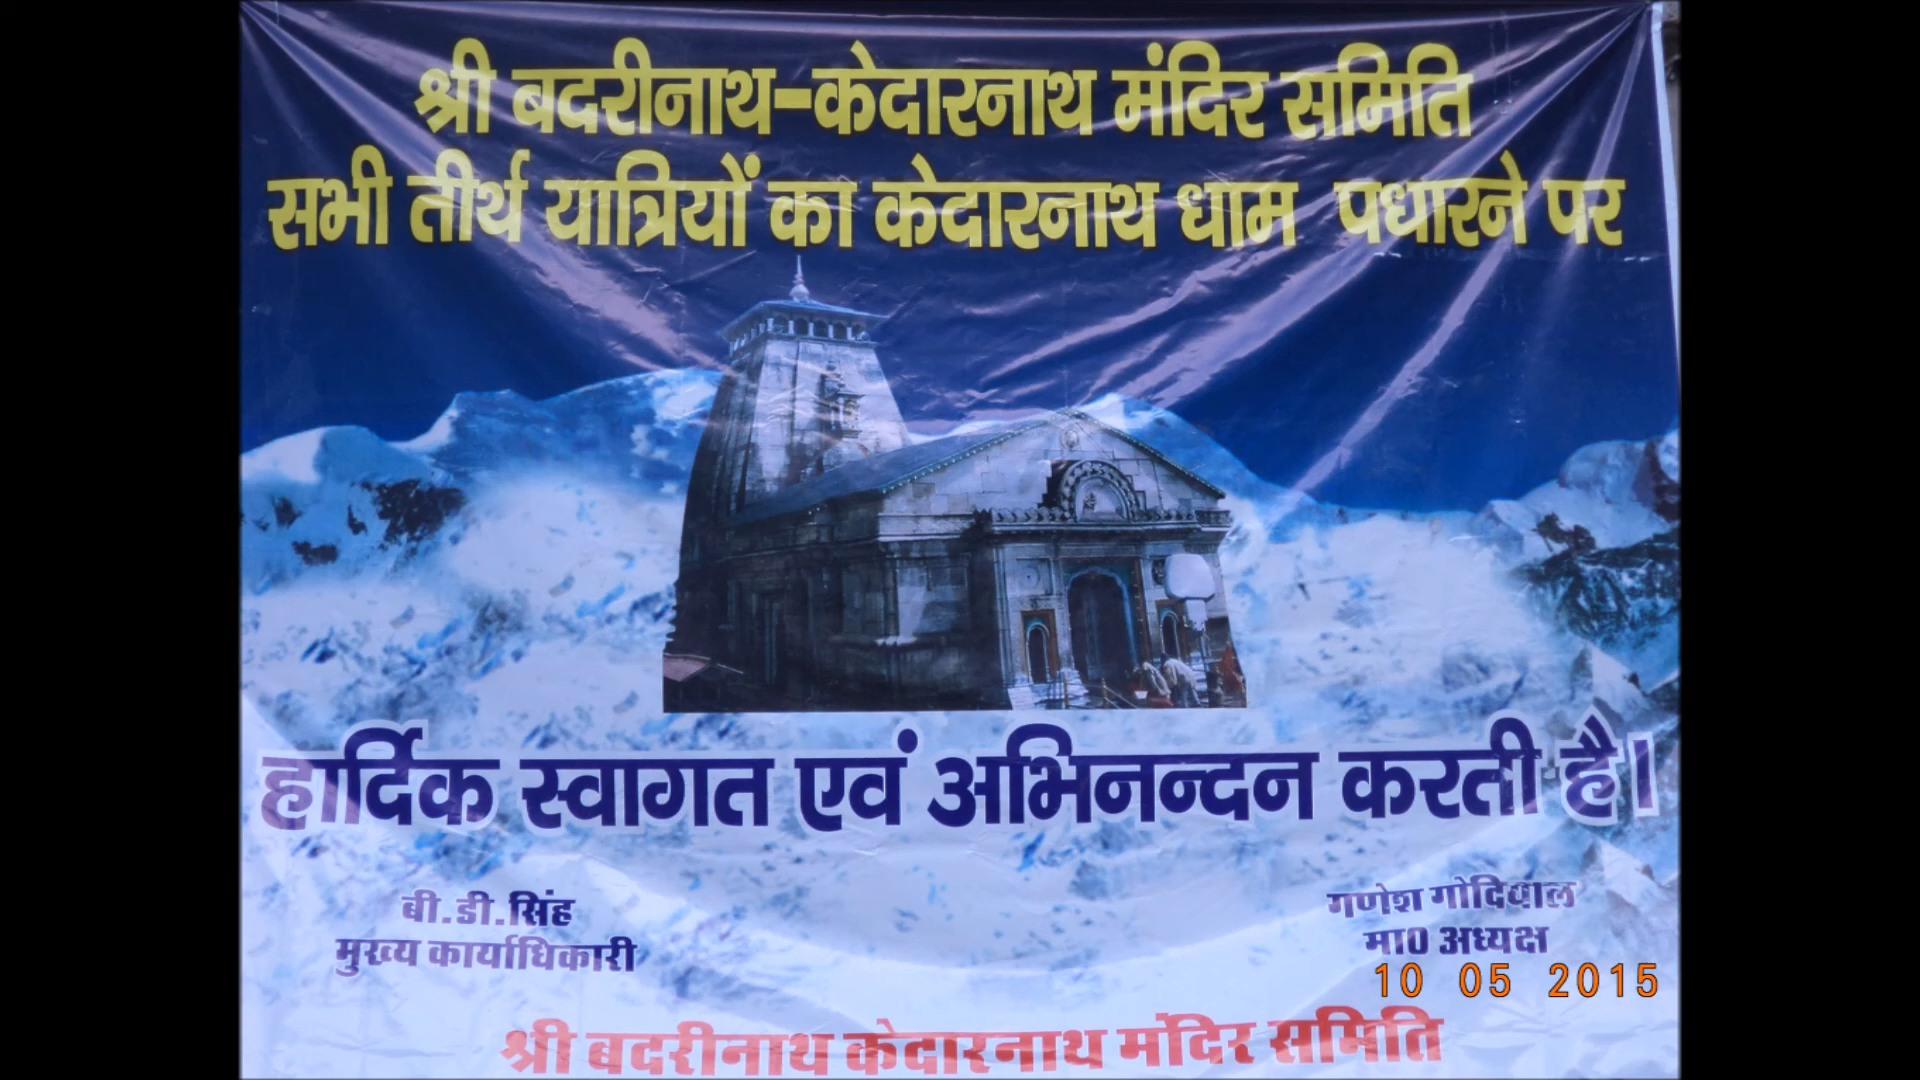 श्री बदरीनाथ-केदारनाथ मंदिर समिति
सभी तीर्थ यात्रियों का केदारनाथ धाम पधारने पर
हार्दिक स्वागत एवं अभिनन्दन करती है।
बी.डी.सिंह
मुख्य कार्याधिकारी
गणेश गोदियाल
मा0 अध्यक्ष
10 05 2015
श्री बदरीनाथ केदारनाथ मंदिर समिति